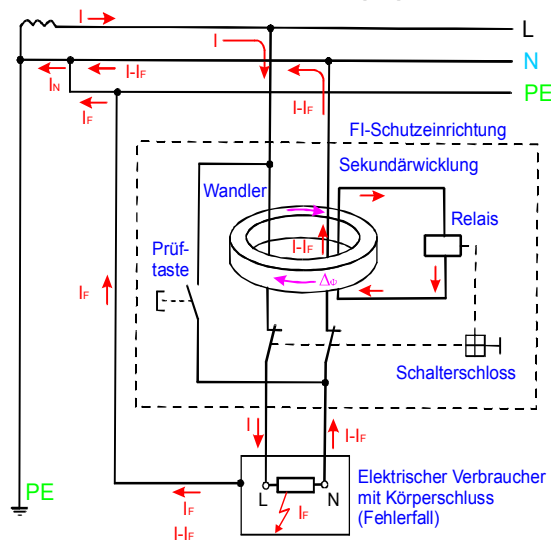 I
L
I
N
I_N
I-I_F
I-I_F
I_F
PE
FI-Schutzeinrichtung
Sekundärwicklung
Wandler
Relais
I-I_F
Prüf-
taste
ΔΦ
I_F
Schalterschloss
I
I-I_F
L
N
I_F
Elektrischer Verbraucher
mit Körperschluss
(Fehlerfall)
PE
I_F
I-I_F